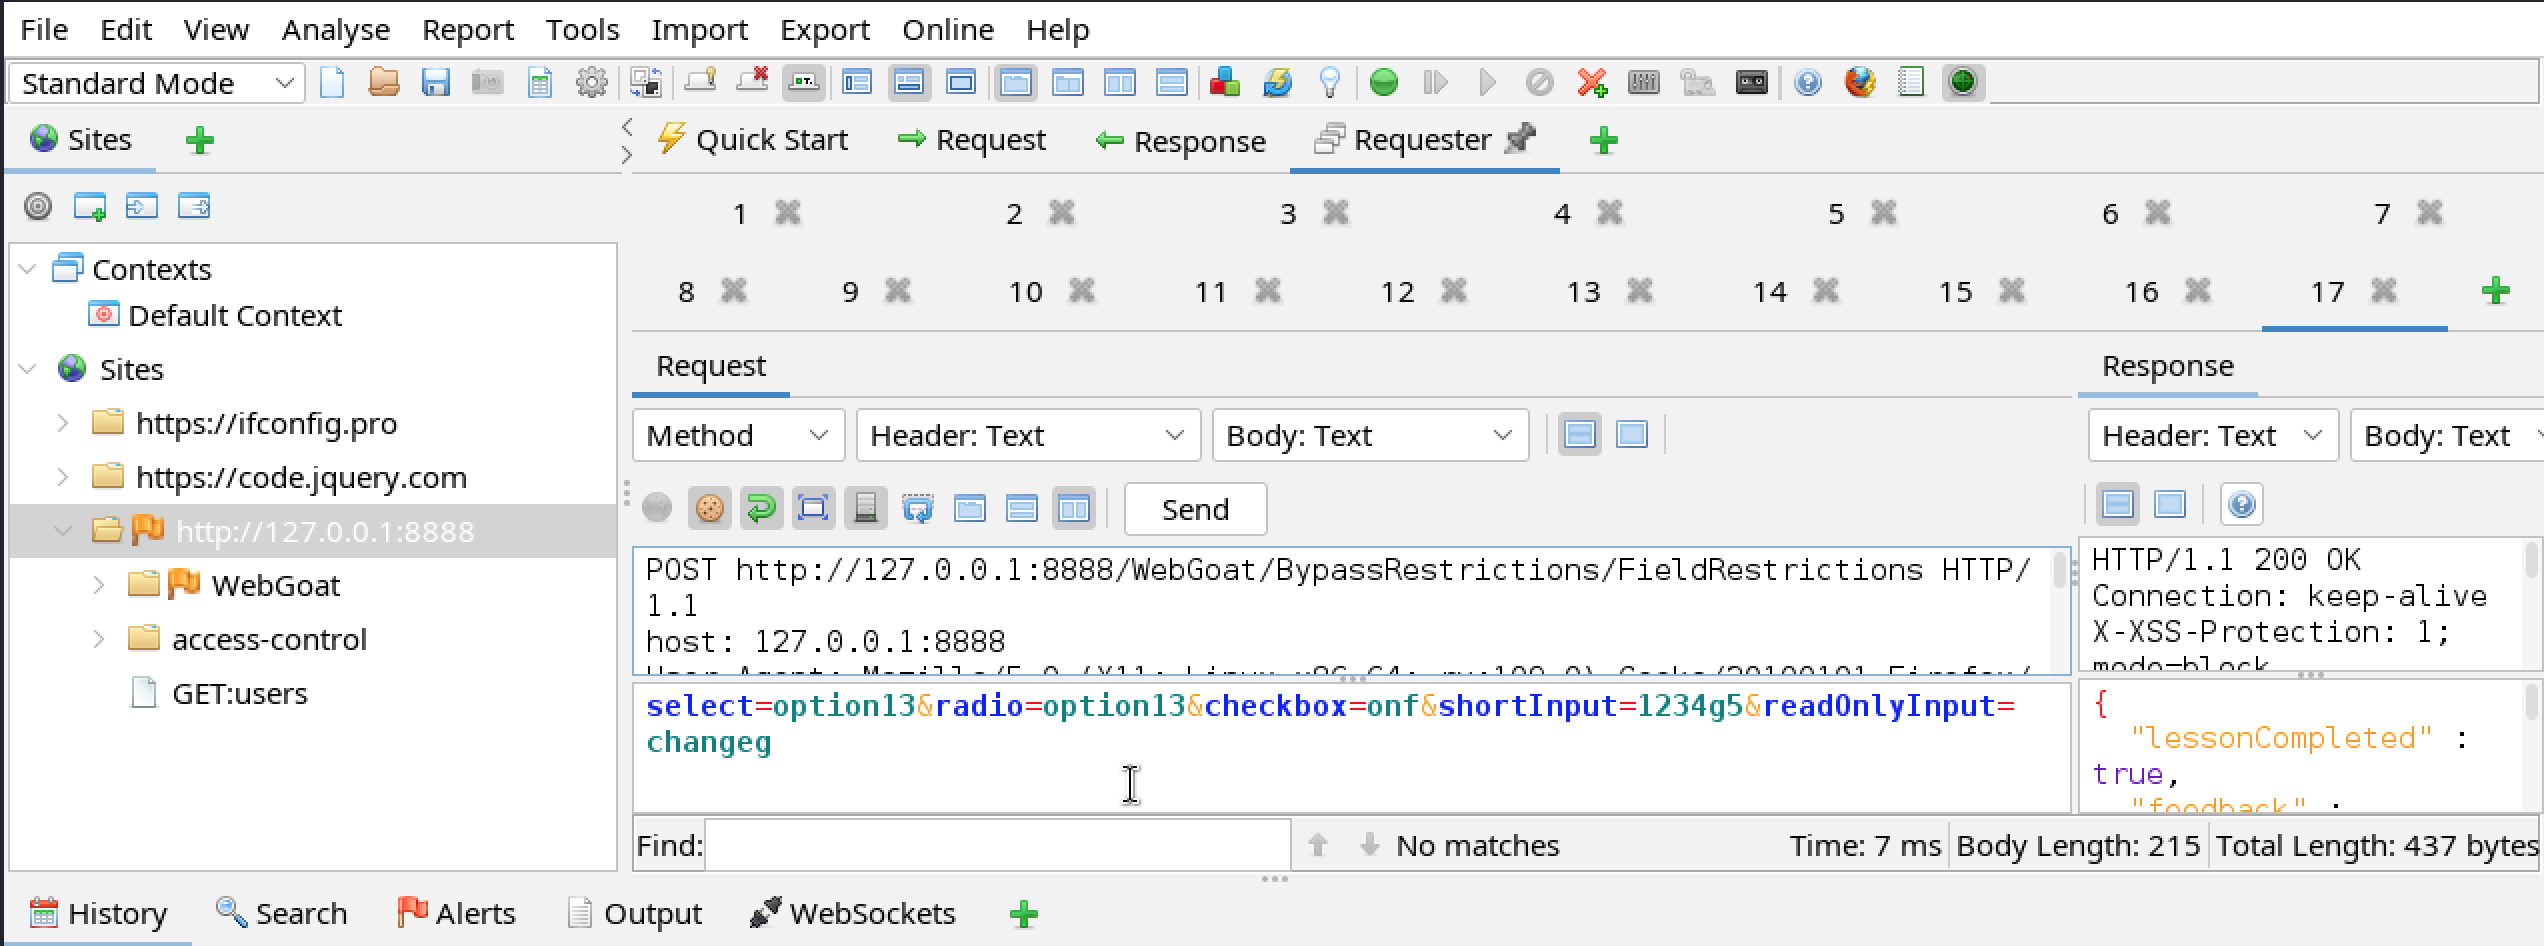 File Edit View Analyse Report Tools Import Export Online Help
Standard Mode
Sites
Quick Start Request Response Requester
1 2 3 4 5 6 7
8 9 10 11 12 13 14 15 16 17
Contexts
Default Context
Sites
https://ifconfig.pro
https://code.jquery.com
http://127.0.0.1:8888
WebGoat
access-control
GET:users
Request
Method Header: Text Body: Text
Send
POST http://127.0.0.1:8888/WebGoat/BypassRestrictions/FieldRestrictions HTTP/
1.1
host: 127.0.0.1:8888
select=option13&radio=option13&checkbox=onf&shortInput=1234g5&readOnlyInput=
changeg
Response
Header: Text Body: Text
HTTP/1.1 200 OK
Connection: keep-alive
X-XSS-Protection: 1;
mode=block
{
"lessonCompleted" :
true,
"feedback" :
Find: No matches Time: 7 ms Body Length: 215 Total Length: 437 bytes
History Search Alerts Output WebSockets